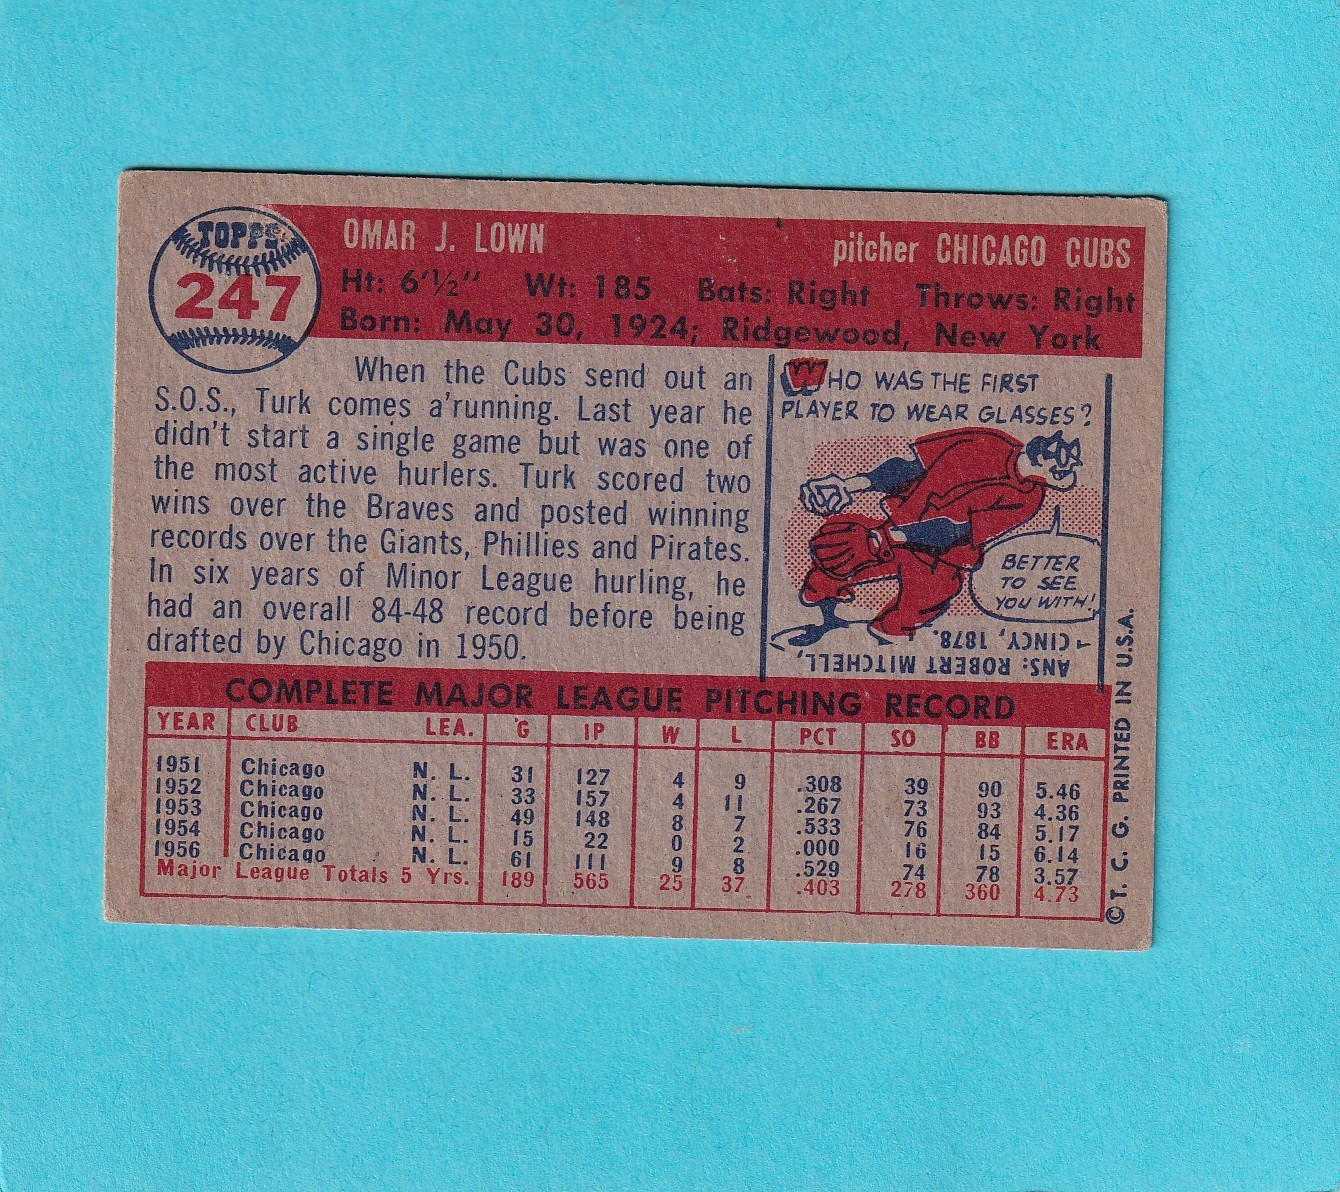 TOPPS
247
OMAR J. LOWN
pitcher CHICAGO CUBS
Ht: 6'½" Wt: 185 Bats: Right Throws: Right
Born: May 30, 1924; Ridgewood, New York
When the Cubs send out an
S.O.S., Turk comes a'running. Last year he
didn't start a single game but was one of
the most active hurlers. Turk scored two
wins over the Braves and posted winning
records over the Giants, Phillies and Pirates.
In six years of Minor League hurling, he
had an overall 84-48 record before being
drafted by Chicago in 1950.
WHO WAS THE FIRST
PLAYER TO WEAR GLASSES?
BETTER
TO SEE
YOU WITH!
ANS: ROBERT MITCHELL,
-CINCY, 1878.
COMPLETE MAJOR LEAGUE PITCHING RECORD
YEAR CLUB LEA. G IP W L PCT SO BB ERA
1951 Chicago N. L. 31 127 4 9 .308 39 90 5.46
1952 Chicago N. L. 33 157 4 11 .267 73 93 4.36
1953 Chicago N. L. 49 148 8 7 .533 76 84 5.17
1954 Chicago N. L. 15 22 0 2 .000 16 15 6.14
1956 Chicago N. L. 61 111 9 8 .529 74 78 3.57
Major League Totals 5 Yrs. 189 565 25 37 .403 278 360 4.73
© T. C. G. PRINTED IN U.S.A.